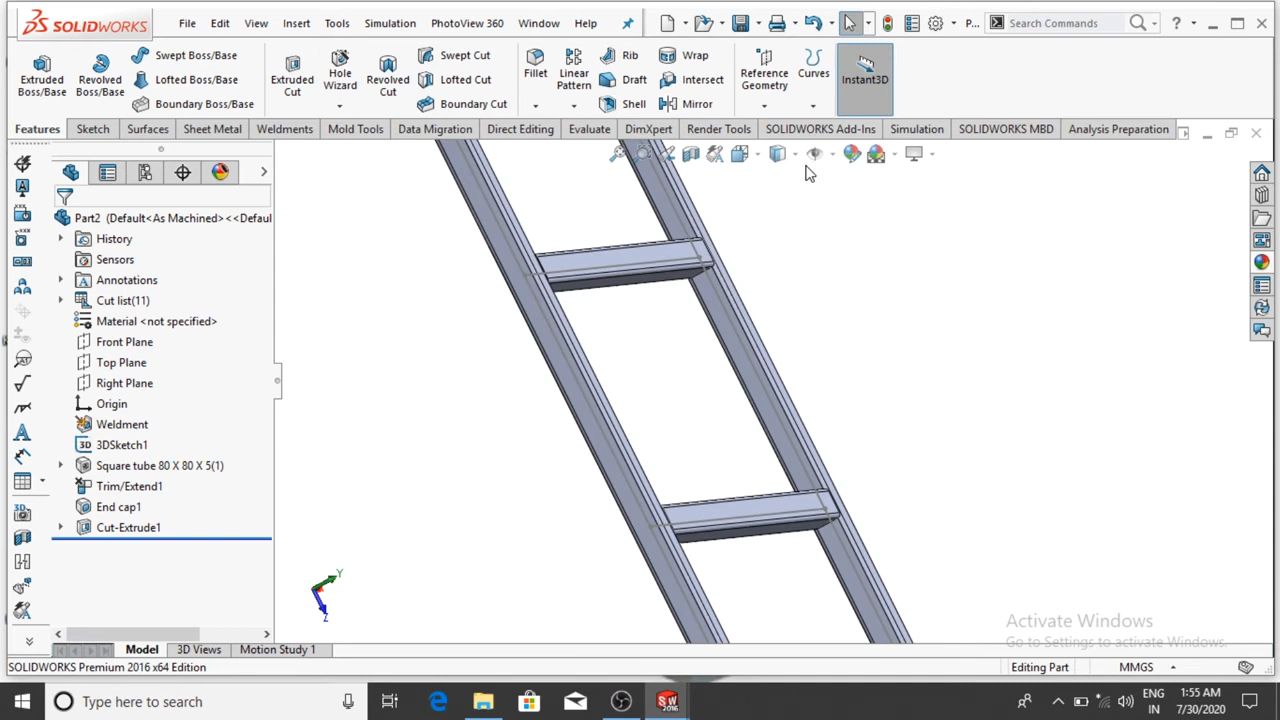 SOLIDWORKS File Edit View Insert Tools Simulation PhotoView 360 Window Help P... Search Commands ?
Extruded Boss/Base
Revolved Boss/Base
Swept Boss/Base
Lofted Boss/Base
Boundary Boss/Base
Extruded Cut
Hole Wizard
Revolved Cut
Swept Cut
Lofted Cut
Boundary Cut
Fillet
Linear Pattern
Rib
Draft
Shell
Wrap
Intersect
Mirror
Reference Geometry
Curves
Instant3D
Features Sketch Surfaces Sheet Metal Weldments Mold Tools Data Migration Direct Editing Evaluate DimXpert Render Tools SOLIDWORKS Add-Ins Simulation SOLIDWORKS MBD Analysis Preparation
Part2 (Default<As Machined><<Defaul
History
Sensors
Annotations
Cut list(11)
Material <not specified>
Front Plane
Top Plane
Right Plane
Origin
Weldment
3D 3DSketch1
Square tube 80 X 80 X 5(1)
Trim/Extend1
End cap1
Cut-Extrude1
Y
Z
Activate Windows
Go to Settings to activate Windows.
Model 3D Views Motion Study 1
SOLIDWORKS Premium 2016 x64 Edition Editing Part MMGS
Type here to search
SW 2016
ENG 1:55 AM
IN 7/30/2020